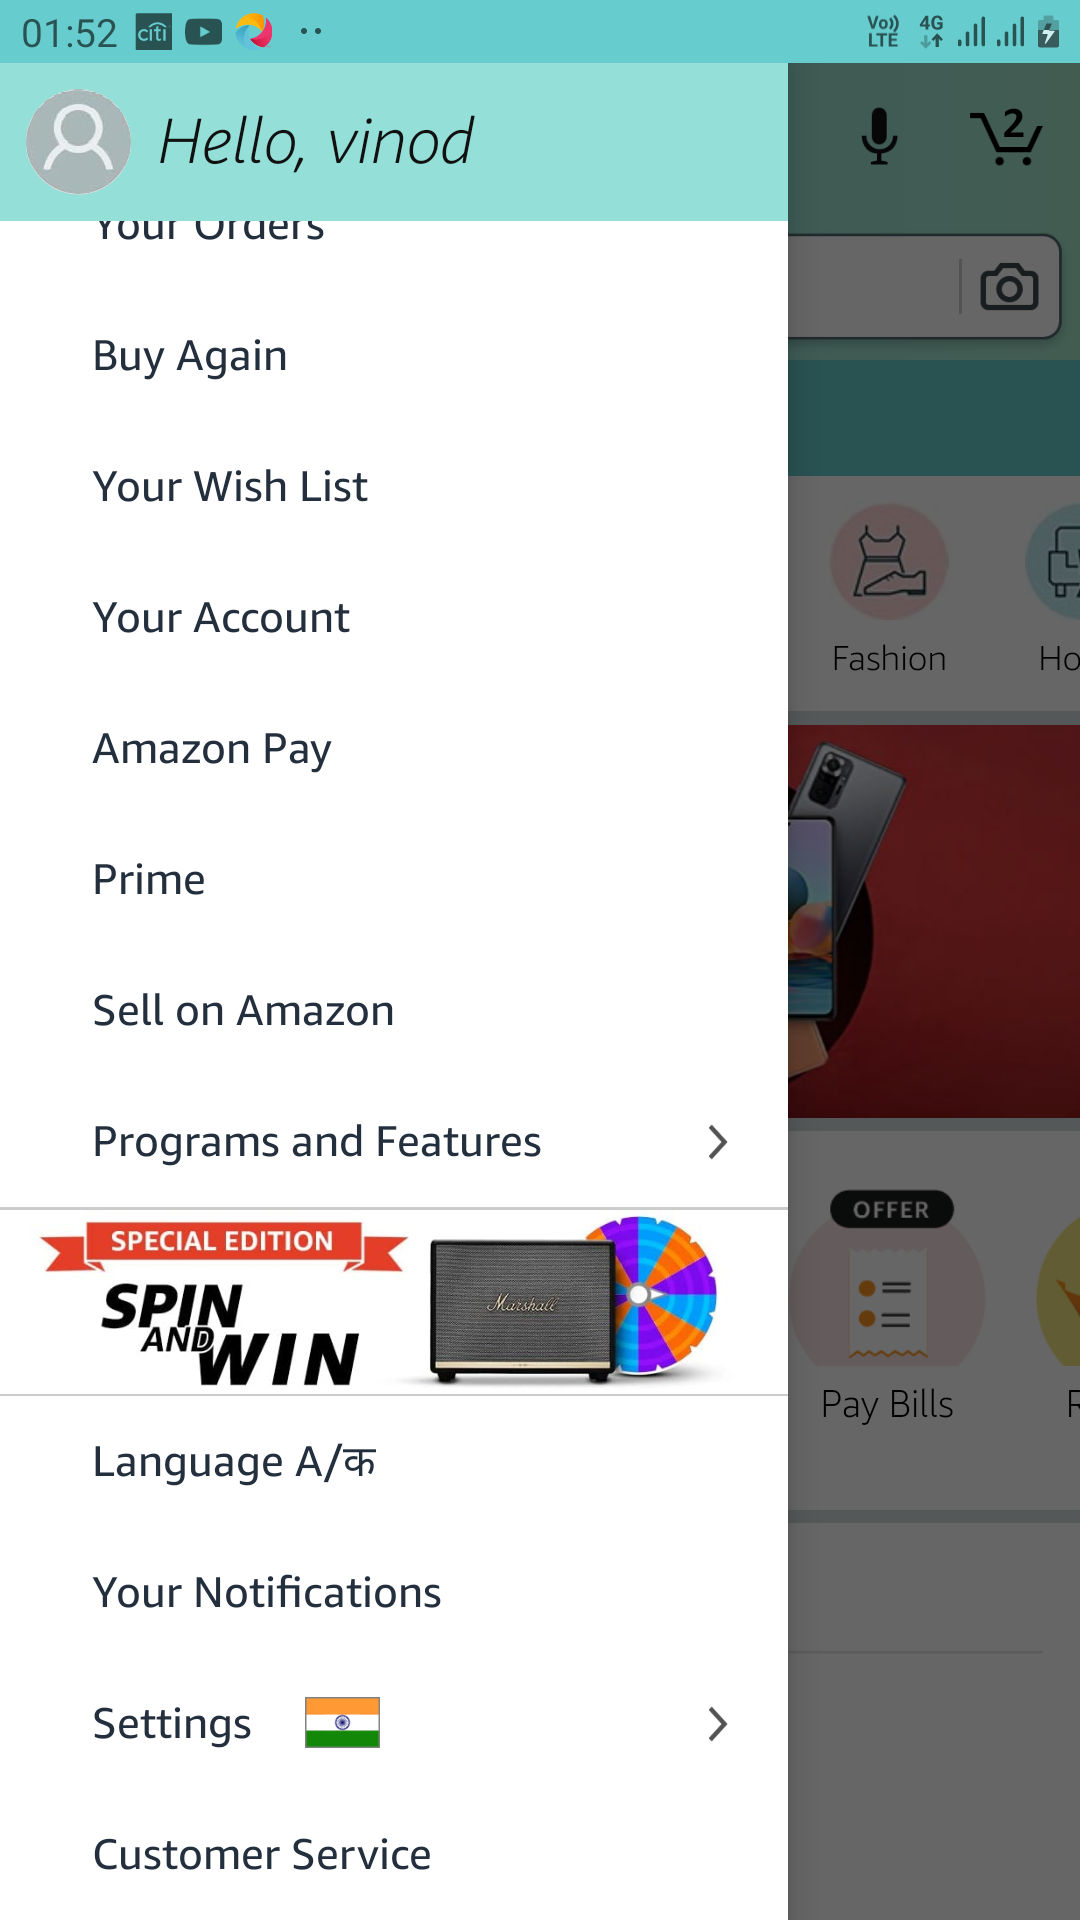 01:52 citi Vo)) LTE 4G
Hello, vinod
2
Your Orders
Buy Again
Your Wish List
Your Account
Amazon Pay
Prime
Sell on Amazon
Programs and Features
SPECIAL EDITION
SPIN
AND
WIN
Marshall
Language A/क
Your Notifications
Settings
Customer Service
Fashion
Ho
OFFER
Pay Bills